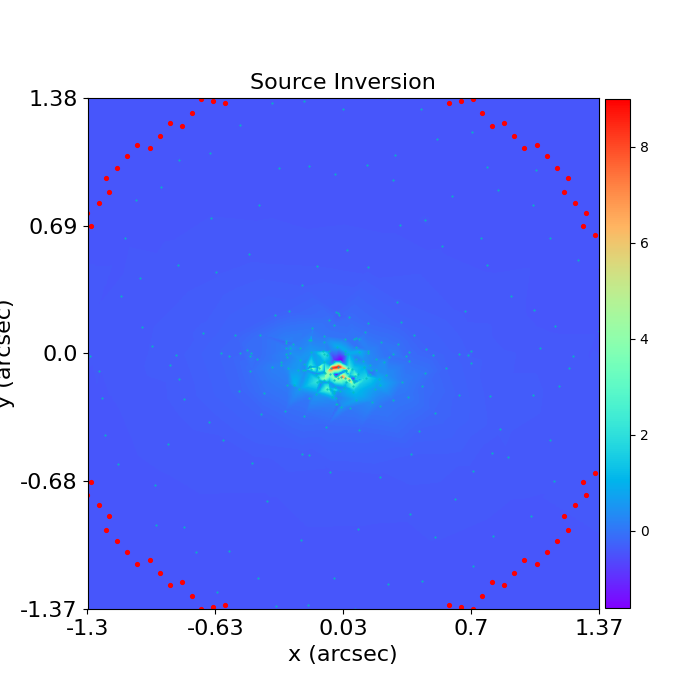 Source Inversion
1.38
0.69
0.0
-0.68
-1.37
y (arcsec)
-1.3 -0.63 0.03 0.7 1.37
x (arcsec)
8
6
4
2
0